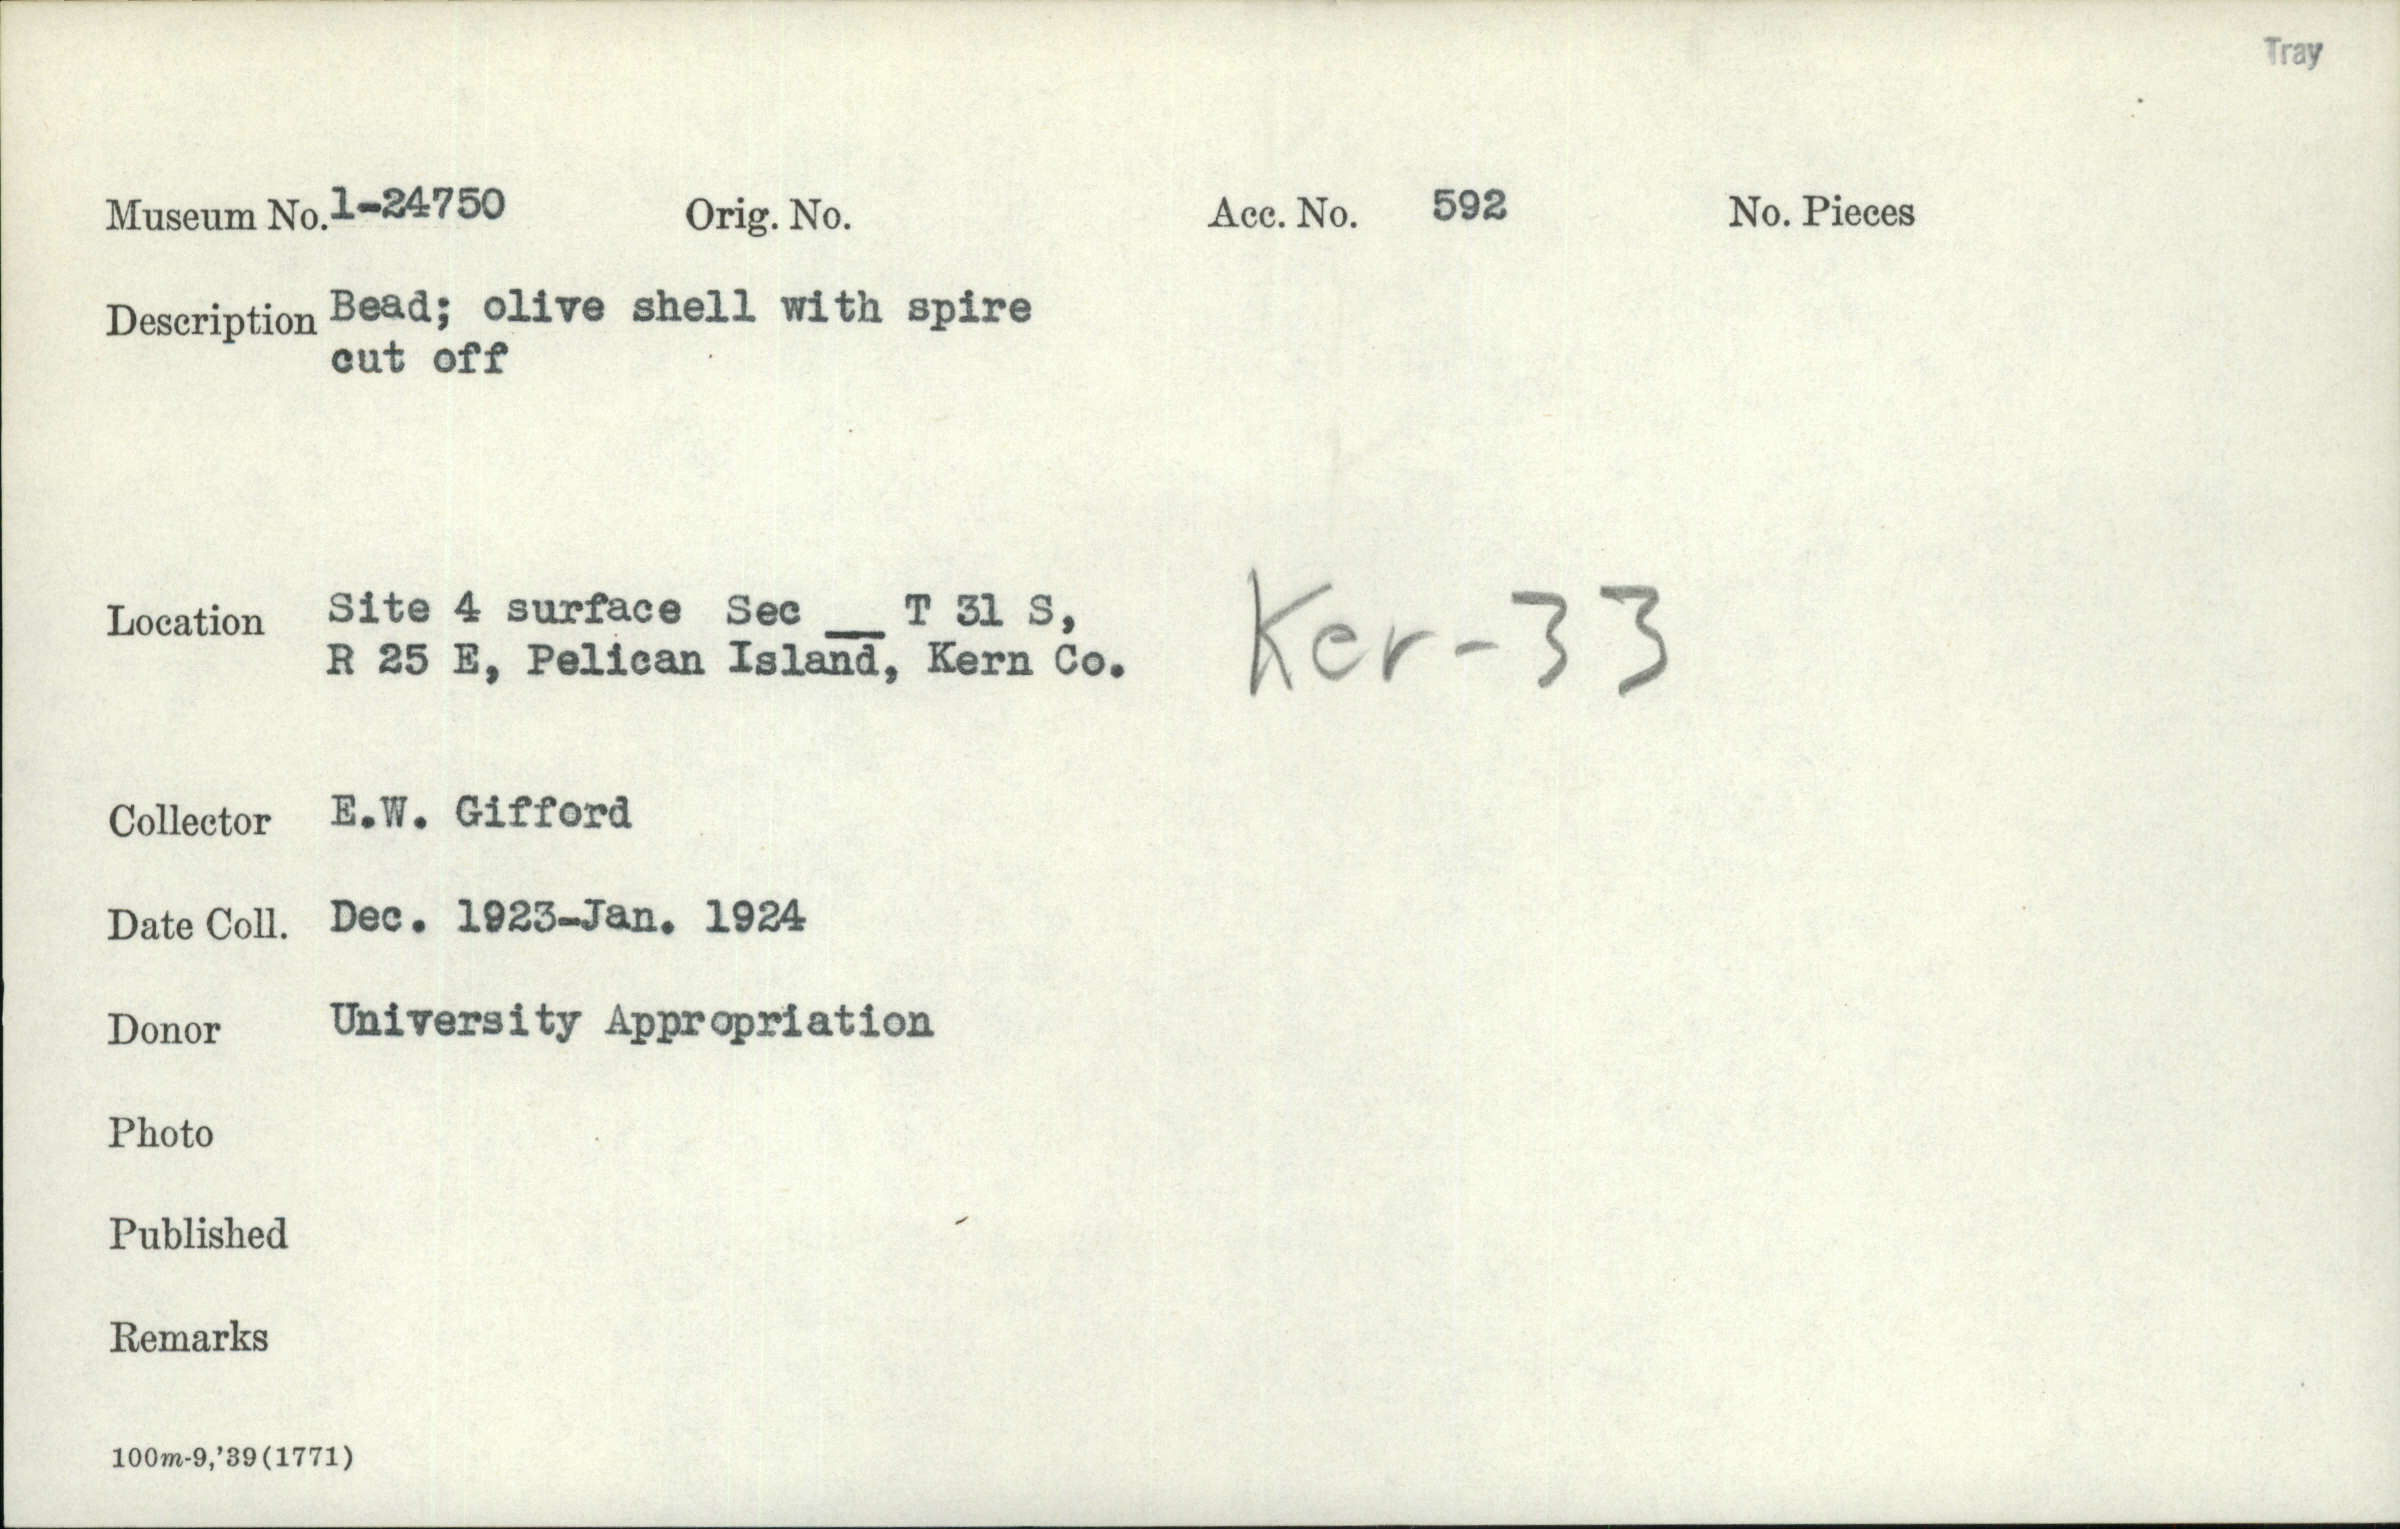 Tray
Museum No. 1-24750 Orig. No. Acc. No. 592 No. Pieces
Description Bead; olive shell with spire
cut off
Location Site 4 surface Sec __ T 31 S,
R 25 E, Pelican Island, Kern Co.
Ker-33
Collector E.W. Gifford
Date Coll. Dec. 1923-Jan. 1924
Donor University Appropriation
Photo
Published
Remarks
100m-9,'39(1771)